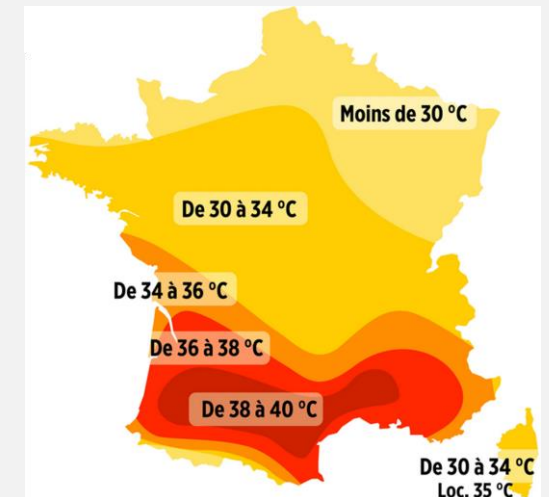 Moins de 30 °C
De 30 à 34 °C
De 34 à 36 °C
De 36 à 38 °C
De 38 à 40 °C
De 30 à 34 °C
Loc. 35 °C